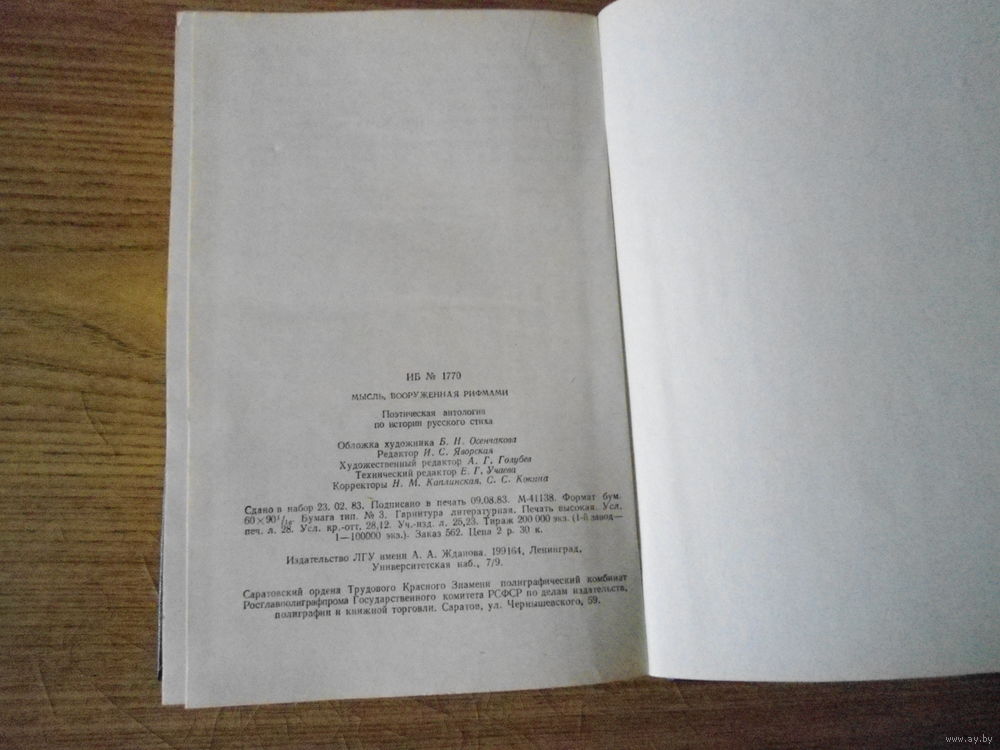 ИБ № 1770
МЫСЛЬ, ВООРУЖЕННАЯ РИФМАМИ
Поэтическая антология
по истории русского стиха
Обложка художника Б. Н. Осенчакова
Редактор И. С. Яворская
Художественный редактор А. Г. Голубев
Технический редактор Е. Г. Учаева
Корректоры Н. М. Каплинская, С. С. Кокина
Сдано в набор 23. 02. 83. Подписано в печать 09.08.83. М-41138. Формат бум.
60×90¹/₁₆. Бумага тип. № 3. Гарнитура литературная. Печать высокая. Усл.
печ. л. 28. Усл. кр.-отт. 28,12. Уч.-изд. л. 25,23. Тираж 200 000 экз. (1-й завод—
1—100000 экз.). Заказ 562. Цена 2 р. 30 к.
Издательство ЛГУ имени А. А. Жданова. 199164, Ленинград,
Университетская наб., 7/9.
Саратовский ордена Трудового Красного Знамени полиграфический комбинат
Росглавполиграфпрома Государственного комитета РСФСР по делам издательств,
полиграфии и книжной торговли. Саратов, ул. Чернышевского, 59.
www.ay.by